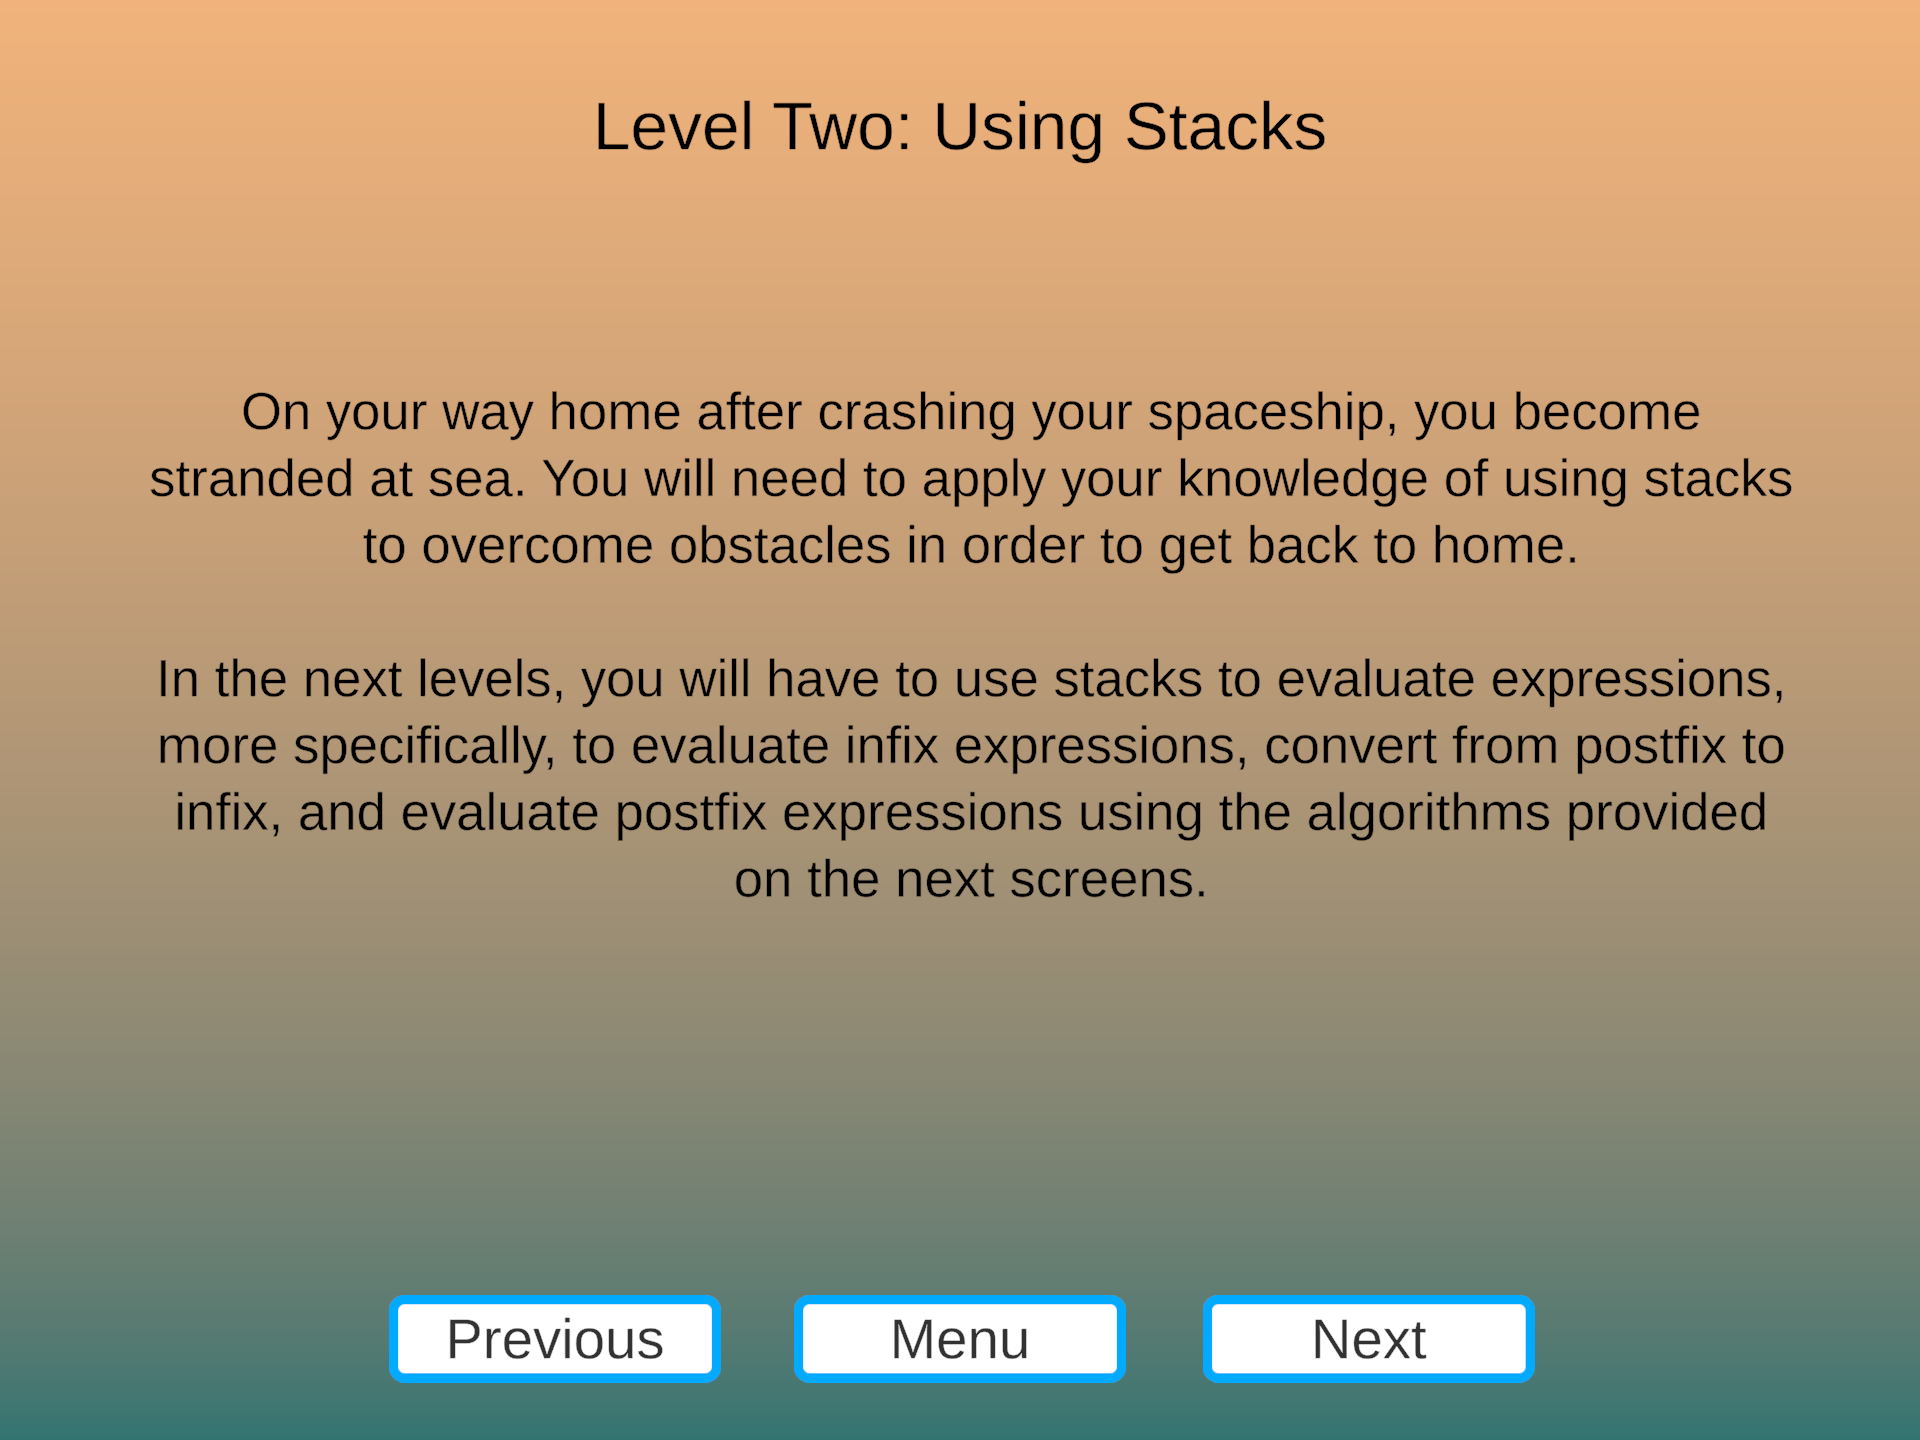 Level Two: Using Stacks
On your way home after crashing your spaceship, you become
stranded at sea. You will need to apply your knowledge of using stacks
to overcome obstacles in order to get back to home.
In the next levels, you will have to use stacks to evaluate expressions,
more specifically, to evaluate infix expressions, convert from postfix to
infix, and evaluate postfix expressions using the algorithms provided
on the next screens.
Previous
Menu
Next